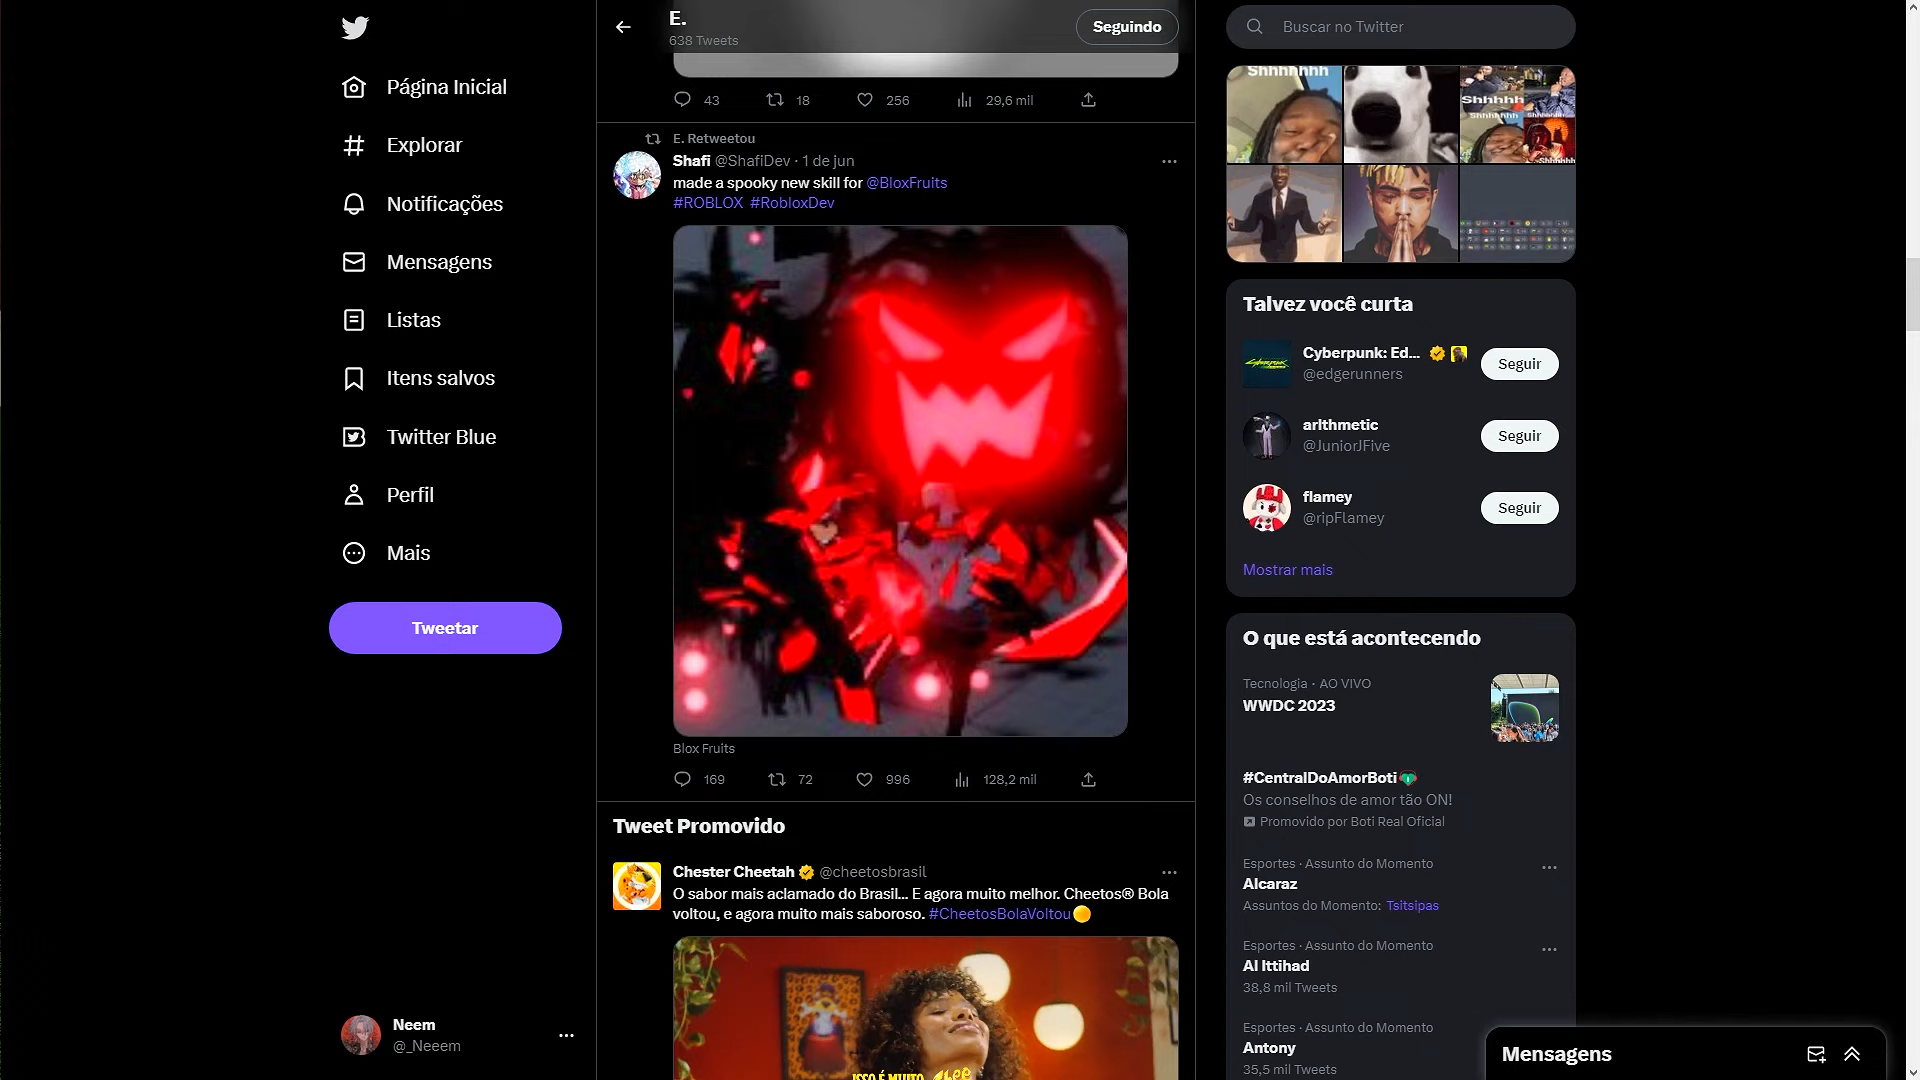 Página Inicial
Explorar
Notificações
Mensagens
Listas
Itens salvos
Twitter Blue
Perfil
Mais
Tweetar
Neem
@_Neeem
E.
638 Tweets
Seguindo
43 18 256 29,6 mil
E. Retweetou
Shafi @ShafiDev · 1 de jun
made a spooky new skill for @BloxFruits
#ROBLOX #RobloxDev
Blox Fruits
169 72 996 128,2 mil
Tweet Promovido
Chester Cheetah @cheetosbrasil
O sabor mais aclamado do Brasil... E agora muito melhor. Cheetos® Bola
voltou, e agora muito mais saboroso. #CheetosBolaVoltou
ISSO É MUITO
Buscar no Twitter
Shhhhhhh
Shhhhh
Talvez você curta
Cyberpunk: Ed...
@edgerunners
Seguir
arlthmetic
@JuniorJFive
Seguir
flamey
@ripFlamey
Seguir
Mostrar mais
O que está acontecendo
Tecnologia · AO VIVO
WWDC 2023
#CentralDoAmorBoti
Os conselhos de amor tão ON!
Promovido por Boti Real Oficial
Esportes · Assunto do Momento
Alcaraz
Assuntos do Momento: Tsitsipas
Esportes · Assunto do Momento
Al Ittihad
38,8 mil Tweets
Esportes · Assunto do Momento
Antony
35,5 mil Tweets
Mensagens